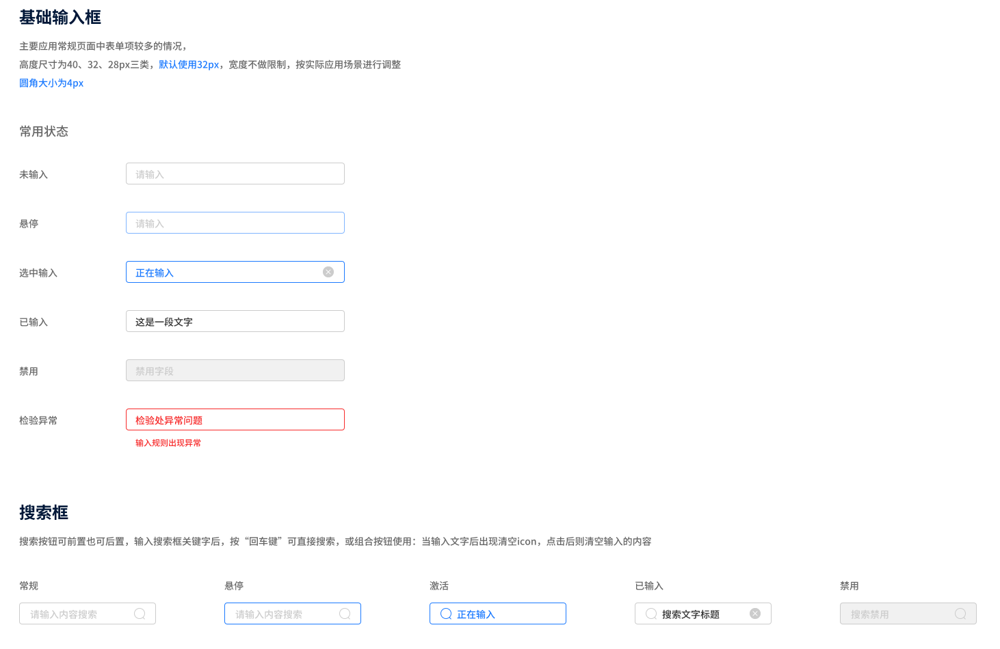 基础输入框
主要应用常规页面中表单项较多的情况，
高度尺寸为40、32、28px三类，默认使用32px，宽度不做限制，按实际应用场景进行调整
圆角大小为4px
常用状态
未输入
请输入
悬停
请输入
选中输入
正在输入
已输入
这是一段文字
禁用
禁用字段
检验异常
检验处异常问题
输入规则出现异常
搜索框
搜索按钮可前置也可后置，输入搜索框关键字后，按“回车键”可直接搜索，或组合按钮使用：当输入文字后出现清空icon，点击后则清空输入的内容
常规
悬停
激活
已输入
禁用
请输入内容搜索
请输入内容搜索
正在输入
搜索文字标题
搜索禁用